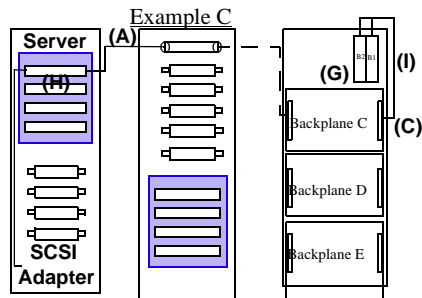 Example C
Server
(A)
(H)
B2
B1
(G)
(I)
(C)
Backplane C
Backplane D
Backplane E
SCSI
Adapter